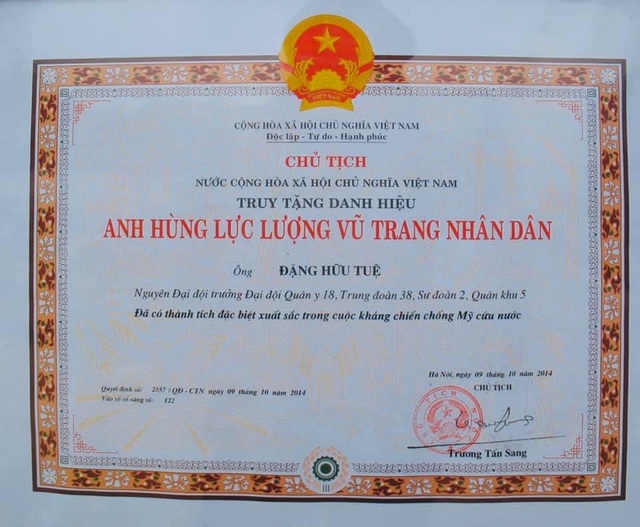 VIỆT NAM
CỘNG HÒA XÃ HỘI CHỦ NGHĨA VIỆT NAM
Độc lập - Tự do - Hạnh phúc
CHỦ TỊCH
NƯỚC CỘNG HÒA XÃ HỘI CHỦ NGHĨA VIỆT NAM
TRUY TẶNG DANH HIỆU
ANH HÙNG LỰC LƯỢNG VŨ TRANG NHÂN DÂN
Ông ĐẶNG HỮU TUỆ
Nguyên Đại đội trưởng Đại đội Quân y 18, Trung đoàn 38, Sư đoàn 2, Quân khu 5
Đã có thành tích đặc biệt xuất sắc trong cuộc kháng chiến chống Mỹ cứu nước
Hà Nội, ngày 09 tháng 10 năm 2014
Quyết định số: 2557 / QĐ - CTN ngày 09 tháng 10 năm 2014
CHỦ TỊCH
Vào sổ số vàng số: 122
Trương Tấn Sang
III